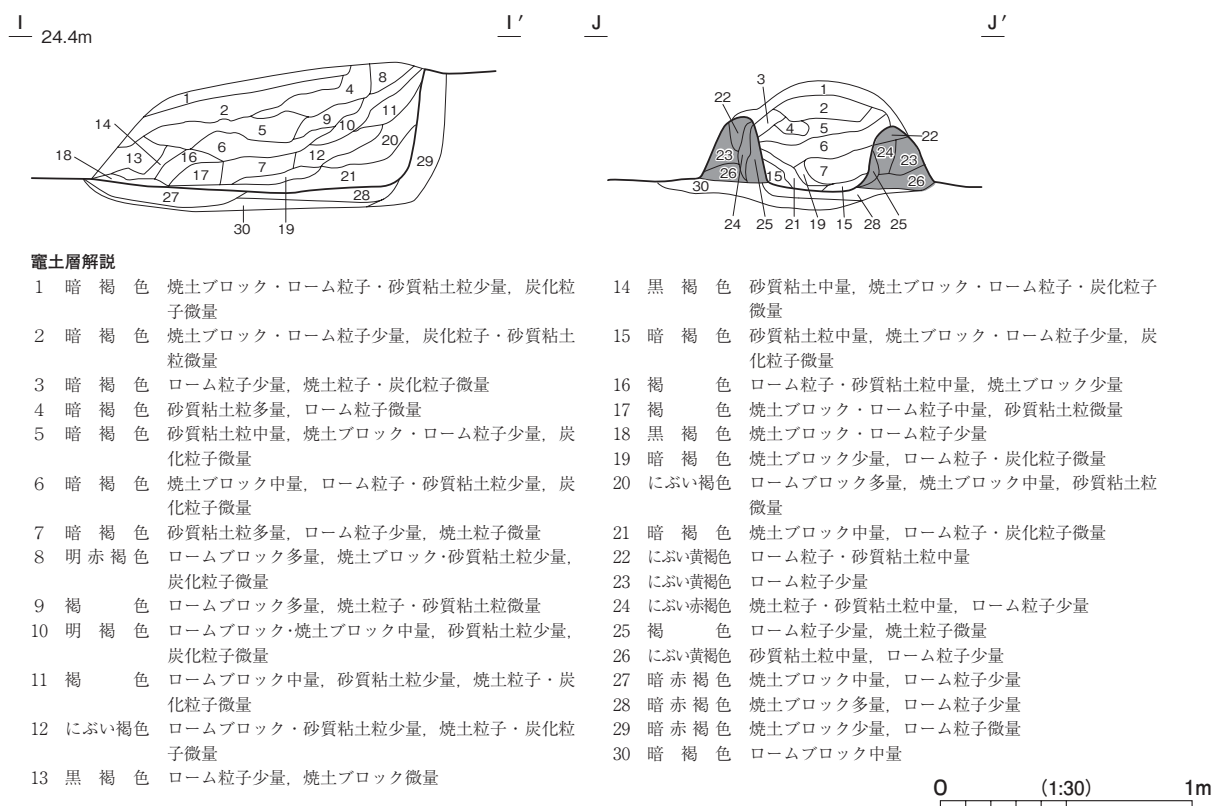 I I′ J J′
24.4m
8
4
1
2
11
14
9
10
5
6
20
18
13
16
12
29
17
7
21
27
28
30 19
3
22
1
2
22
4 5
6
24
23 23
7
26 15 26
30
24 25 21 19 15 28 25
竈土層解説
1 暗褐色 焼土ブロック・ローム粒子・砂質粘土粒少量，炭化粒
子微量
2 暗褐色 焼土ブロック・ローム粒子少量，炭化粒子・砂質粘土
粒微量
3 暗褐色 ローム粒子少量，焼土粒子・炭化粒子微量
4 暗褐色 砂質粘土粒多量，ローム粒子微量
5 暗褐色 砂質粘土粒中量，焼土ブロック・ローム粒子少量，炭
化粒子微量
6 暗褐色 焼土ブロック中量，ローム粒子・砂質粘土粒少量，炭
化粒子微量
7 暗褐色 砂質粘土粒多量，ローム粒子少量，焼土粒子微量
8 明赤褐色 ロームブロック多量，焼土ブロック・砂質粘土粒少量，
炭化粒子微量
9 褐色 ロームブロック多量，焼土粒子・砂質粘土粒微量
10 明褐色 ロームブロック・焼土ブロック中量，砂質粘土粒少量，
炭化粒子微量
11 褐色 ロームブロック中量，砂質粘土粒少量，焼土粒子・炭
化粒子微量
12 にぶい褐色 ロームブロック・砂質粘土粒少量，焼土粒子・炭化粒
子微量
13 黒褐色 ローム粒子少量，焼土ブロック微量
14 黒褐色 砂質粘土中量，焼土ブロック・ローム粒子・炭化粒子
微量
15 暗褐色 砂質粘土粒中量，焼土ブロック・ローム粒子少量，炭
化粒子微量
16 褐色 ローム粒子・砂質粘土粒中量，焼土ブロック少量
17 褐色 焼土ブロック・ローム粒子中量，砂質粘土粒微量
18 黒褐色 焼土ブロック・ローム粒子少量
19 暗褐色 焼土ブロック少量，ローム粒子・炭化粒子微量
20 にぶい褐色 ロームブロック多量，焼土ブロック中量，砂質粘土粒
微量
21 暗褐色 焼土ブロック中量，ローム粒子・炭化粒子微量
22 にぶい黄褐色 ローム粒子・砂質粘土粒中量
23 にぶい黄褐色 ローム粒子少量
24 にぶい赤褐色 焼土粒子・砂質粘土粒中量，ローム粒子少量
25 褐色 ローム粒子少量，焼土粒子微量
26 にぶい黄褐色 砂質粘土粒中量，ローム粒子少量
27 暗赤褐色 焼土ブロック中量，ローム粒子少量
28 暗赤褐色 焼土ブロック多量，ローム粒子少量
29 暗赤褐色 焼土ブロック少量，ローム粒子微量
30 暗褐色 ロームブロック中量
0 (1:30) 1m